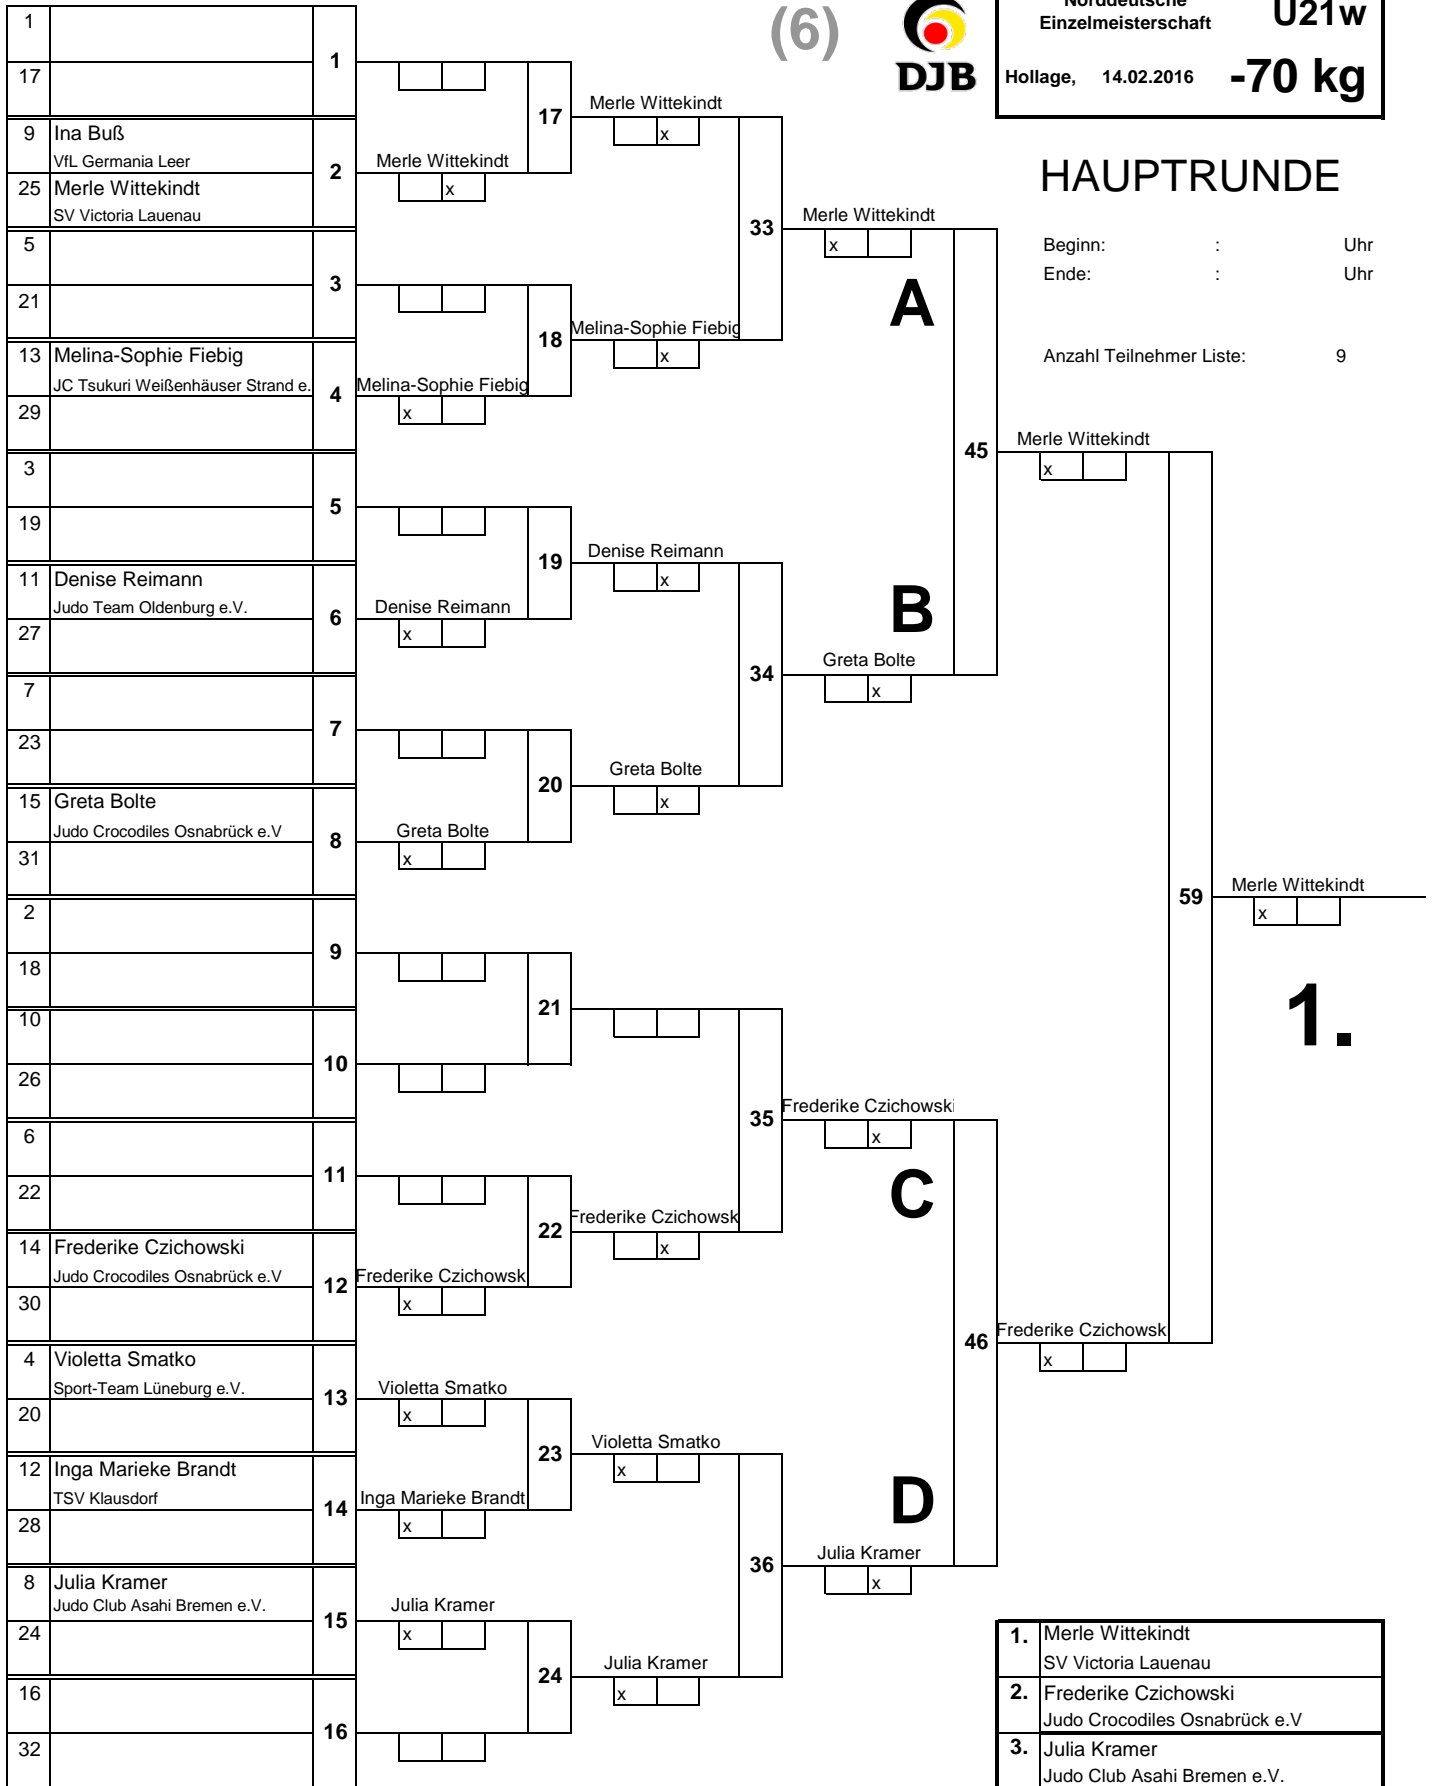 (6)
DJB
Norddeutsche
Einzelmeisterschaft
U21w
Hollage, 14.02.2016 -70 kg
HAUPTRUNDE
Beginn: : Uhr
Ende: : Uhr
Anzahl Teilnehmer Liste: 9
1
1
17
17
Merle Wittekindt
x
9 Ina Buß
VfL Germania Leer
2
Merle Wittekindt
x
25 Merle Wittekindt
SV Victoria Lauenau
33
Merle Wittekindt
x
A
5
3
21
18
Melina-Sophie Fiebig
x
13 Melina-Sophie Fiebig
JC Tsukuri Weißenhäuser Strand e.
4
Melina-Sophie Fiebig
x
29
45
Merle Wittekindt
x
3
5
19
19
Denise Reimann
x
11 Denise Reimann
Judo Team Oldenburg e.V.
6
Denise Reimann
x
27
B
34
Greta Bolte
x
7
7
23
20
Greta Bolte
x
15 Greta Bolte
Judo Crocodiles Osnabrück e.V
8
Greta Bolte
x
31
59
Merle Wittekindt
x
1.
2
9
18
21
10
10
26
35
Frederike Czichowski
x
C
6
11
22
22
Frederike Czichowsk
x
14 Frederike Czichowski
Judo Crocodiles Osnabrück e.V
12
Frederike Czichowsk
x
30
46
Frederike Czichowsk
x
4 Violetta Smatko
Sport-Team Lüneburg e.V.
13
Violetta Smatko
x
20
23
Violetta Smatko
x
12 Inga Marieke Brandt
TSV Klausdorf
14
Inga Marieke Brandt
x
28
D
36
Julia Kramer
x
8 Julia Kramer
Judo Club Asahi Bremen e.V.
15
Julia Kramer
x
24
24
Julia Kramer
x
16
16
32
1. Merle Wittekindt
SV Victoria Lauenau
2. Frederike Czichowski
Judo Crocodiles Osnabrück e.V
3. Julia Kramer
Judo Club Asahi Bremen e.V.